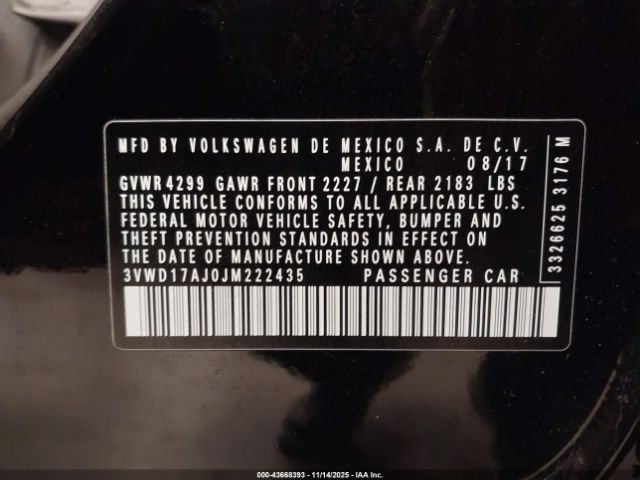 MFD BY VOLKSWAGEN DE MEXICO S.A. DE C.V.
MEXICO 08/17
GVWR 4299 GAWR FRONT 2227 / REAR 2183 LBS
THIS VEHICLE CONFORMS TO ALL APPLICABLE U.S.
FEDERAL MOTOR VEHICLE SAFETY, BUMPER AND
THEFT PREVENTION STANDARDS IN EFFECT ON
THE DATE OF MANUFACTURE SHOWN ABOVE.
3VWD17AJ0JM222435 PASSENGER CAR
3326625 3176 M
000-43668393 - 11/14/2025 - IAA Inc.